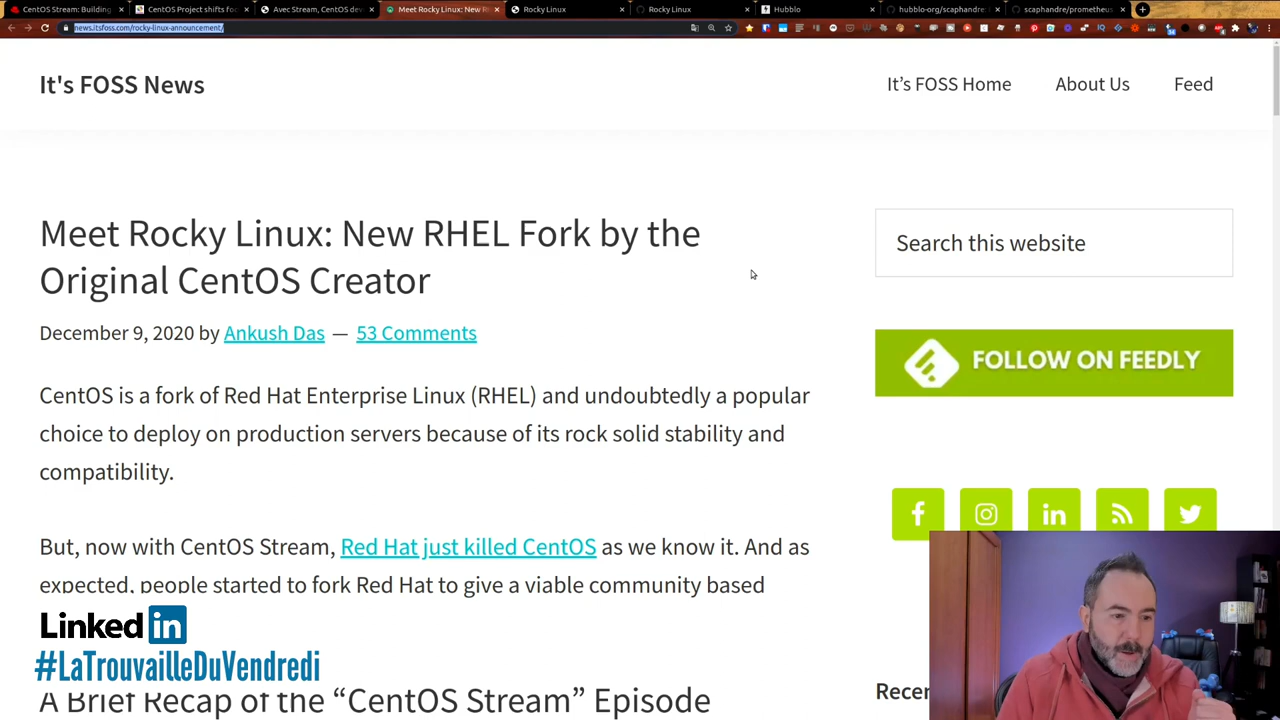 CentOS Stream: Building
CentOS Project shifts foc
Avec Stream, CentOS dev
Meet Rocky Linux: New R
Rocky Linux
Rocky Linux
Hubblo
hubblo-org/scaphandre:
scaphandre/prometheus
news.itsfoss.com/rocky-linux-announcement/
It's FOSS News
It's FOSS Home
About Us
Feed
Meet Rocky Linux: New RHEL Fork by the
Original CentOS Creator
Search this website
December 9, 2020 by Ankush Das — 53 Comments
FOLLOW ON FEEDLY
CentOS is a fork of Red Hat Enterprise Linux (RHEL) and undoubtedly a popular
choice to deploy on production servers because of its rock solid stability and
compatibility.
But, now with CentOS Stream, Red Hat just killed CentOS as we know it. And as
expected, people started to fork Red Hat to give a viable community based
Linked in
#LaTrouvailleDuVendredi
A Brief Recap of the “CentOS Stream” Episode
Recen